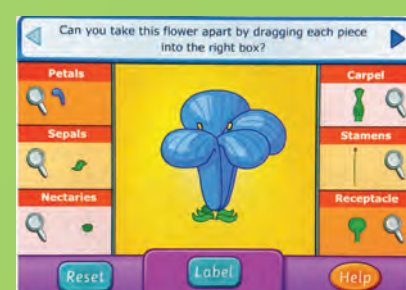 Can you take this flower apart by dragging each piece
into the right box?
Petals
Carpel
Sepals
Stamens
Nectaries
Receptacle
Reset
Label
Help